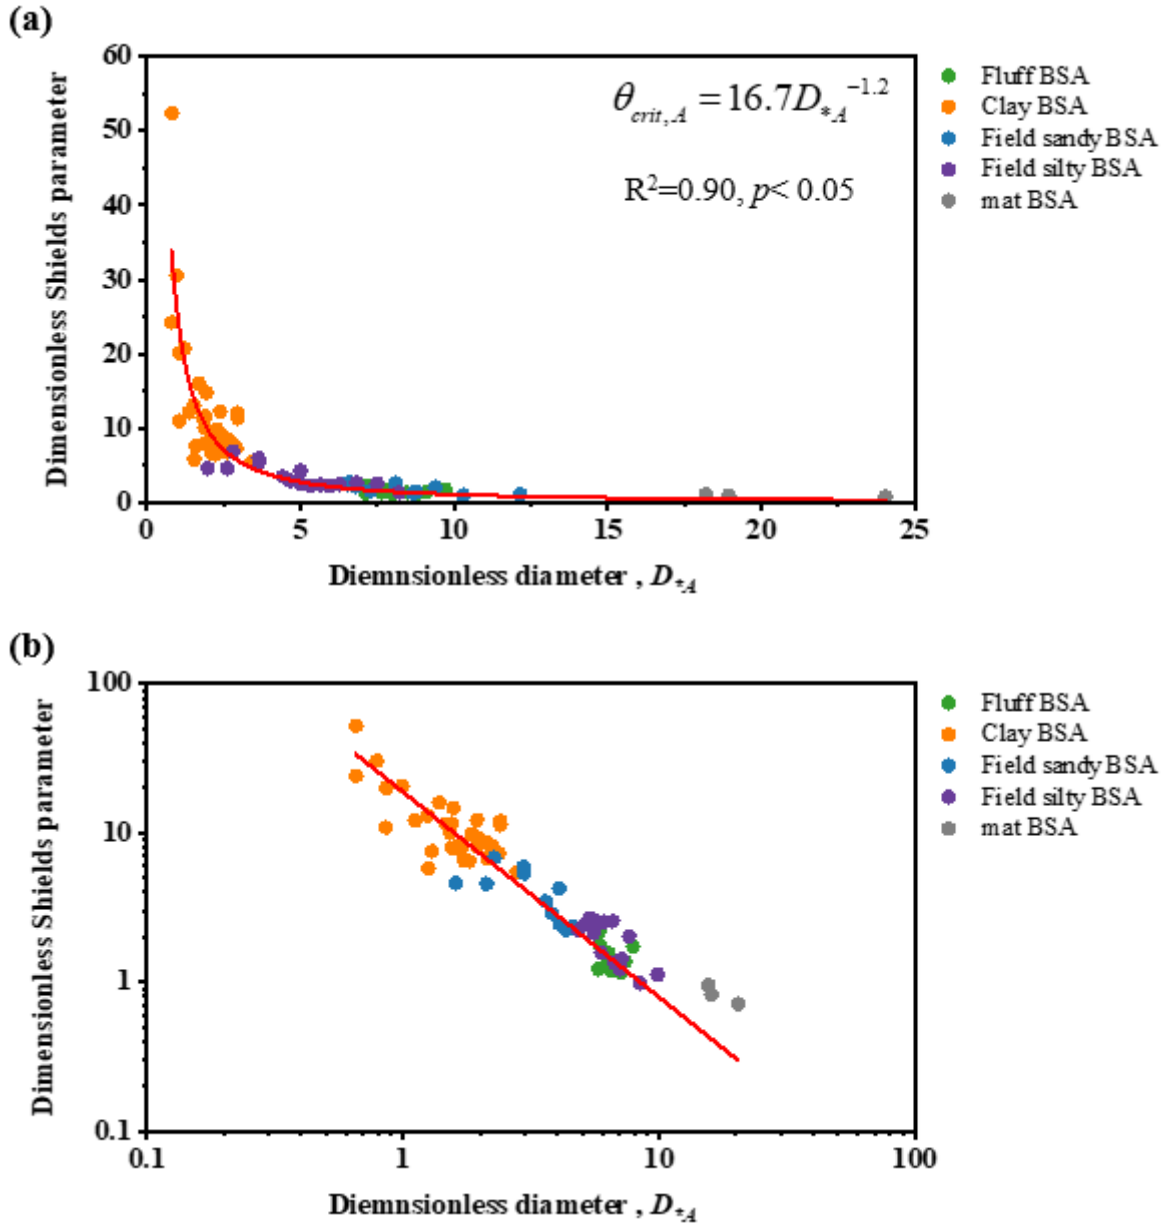 (a)
60
50
40
30
20
10
0
Dimensionless Shields parameter
θcrit,A = 16.7D*A−1.2
R2=0.90, p< 0.05
Fluff BSA
Clay BSA
Field sandy BSA
Field silty BSA
mat BSA
0 5 10 15 20 25
Diemnsionless diameter , D*A
(b)
100
10
1
0.1
Dimensionless Shields parameter
Fluff BSA
Clay BSA
Field sandy BSA
Field silty BSA
mat BSA
0.1 1 10 100
Diemnsionless diameter , D*A